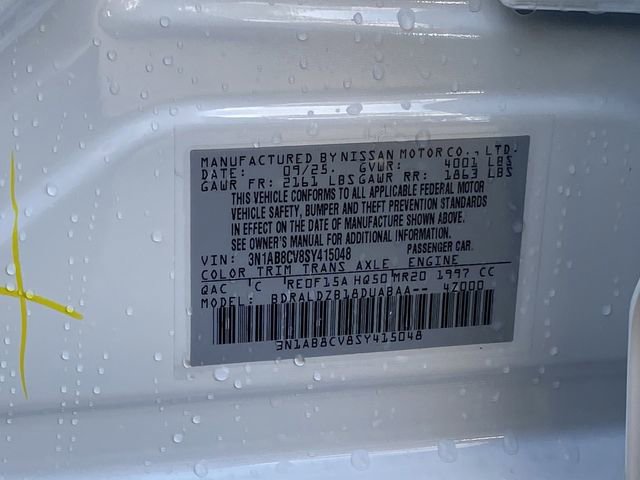 MANUFACTURED BY NISSAN MOTOR CO., LTD.
DATE: 09/25. GVWR: 4001 LBS
GAWR FR: 2161 LBS GAWR RR: 1863 LBS
THIS VEHICLE CONFORMS TO ALL APPLICABLE FEDERAL MOTOR
VEHICLE SAFETY, BUMPER AND THEFT PREVENTION STANDARDS
IN EFFECT ON THE DATE OF MANUFACTURE SHOWN ABOVE.
SEE OWNER'S MANUAL FOR ADDITIONAL INFORMATION.
VIN: 3N1AB8CV8SY415048 PASSENGER CAR.
COLOR TRIM TRANS AXLE ENGINE
QAC C RE0F15A HQ50 MR20 1997 CC
MODEL: BDRALDZB18DUABAA-- 4Z000
3N1AB8CV8SY415048